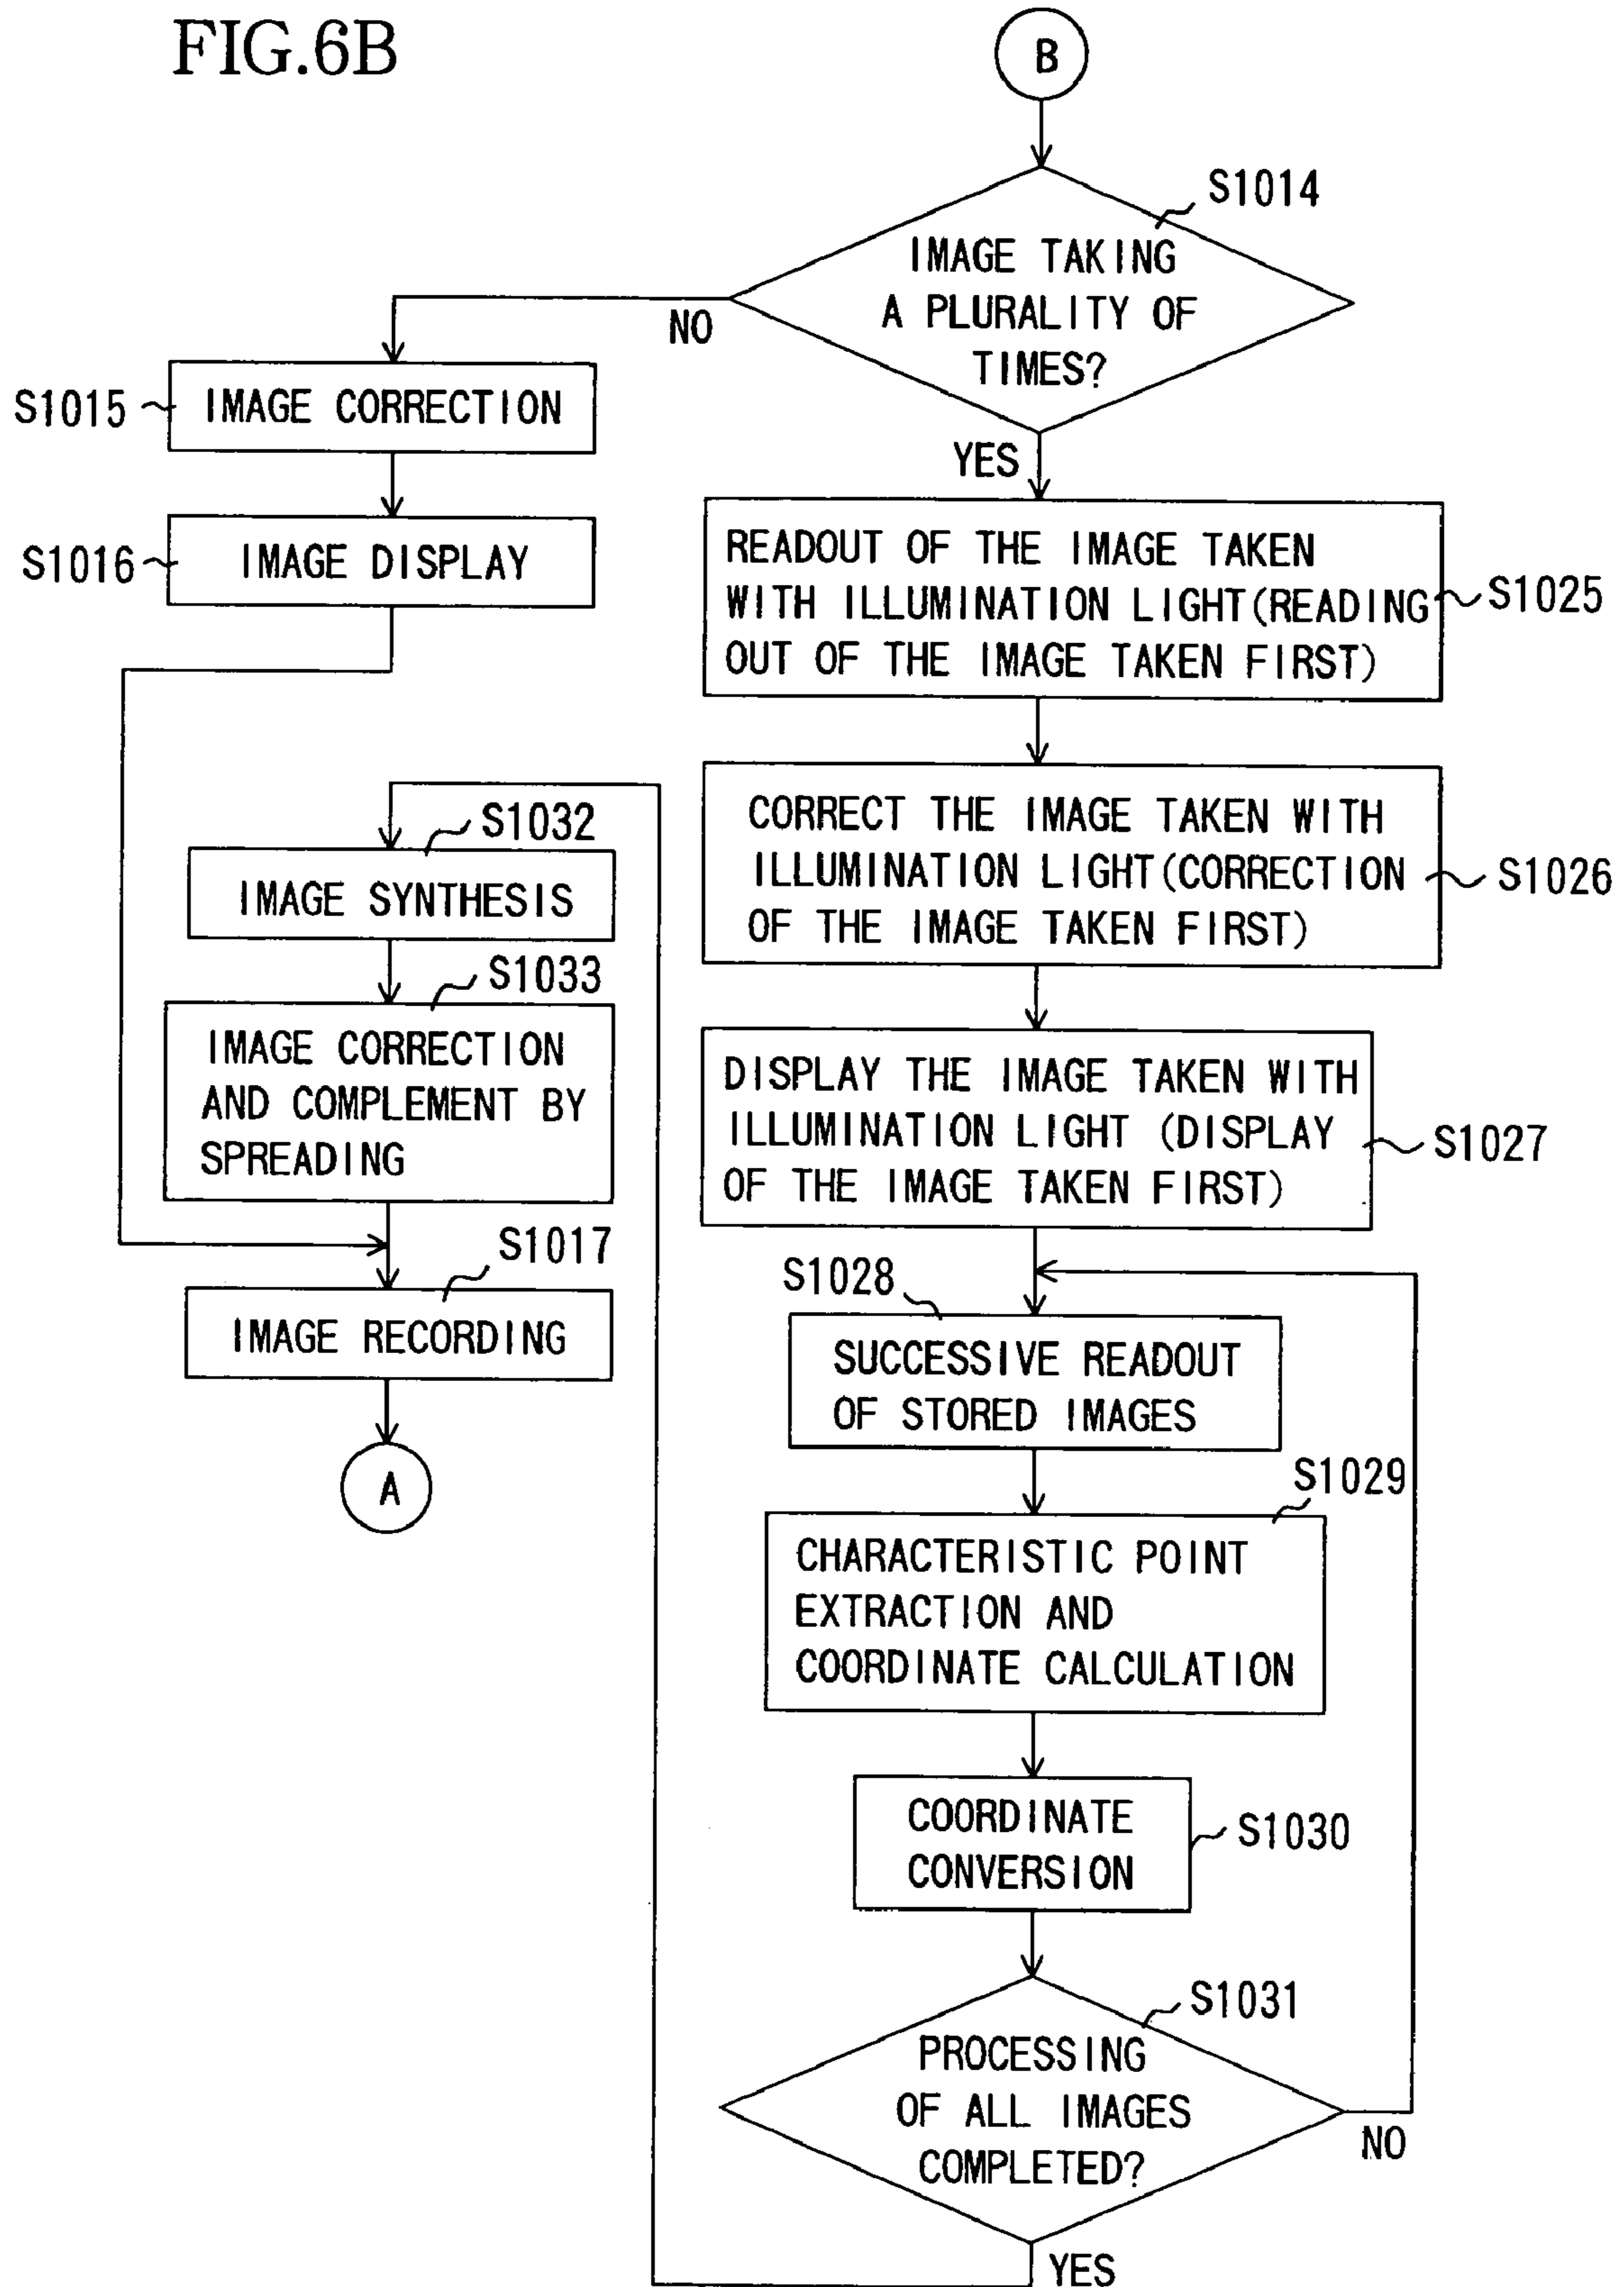 FIG.6B
B
S1014
IMAGE TAKING
A PLURALITY OF
TIMES?
NO
YES
S1015
IMAGE CORRECTION
S1016
IMAGE DISPLAY
READOUT OF THE IMAGE TAKEN
WITH ILLUMINATION LIGHT(READING
OUT OF THE IMAGE TAKEN FIRST)
S1025
CORRECT THE IMAGE TAKEN WITH
ILLUMINATION LIGHT(CORRECTION
OF THE IMAGE TAKEN FIRST)
S1026
DISPLAY THE IMAGE TAKEN WITH
ILLUMINATION LIGHT (DISPLAY
OF THE IMAGE TAKEN FIRST)
S1027
S1028
SUCCESSIVE READOUT
OF STORED IMAGES
S1029
CHARACTERISTIC POINT
EXTRACTION AND
COORDINATE CALCULATION
COORDINATE
CONVERSION
S1030
S1031
PROCESSING
OF ALL IMAGES
COMPLETED?
NO
YES
S1032
IMAGE SYNTHESIS
S1033
IMAGE CORRECTION
AND COMPLEMENT BY
SPREADING
S1017
IMAGE RECORDING
A